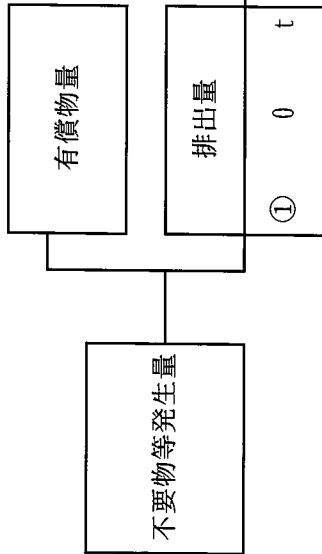 不要物等発生量
有償物量
排出量
① 0 t